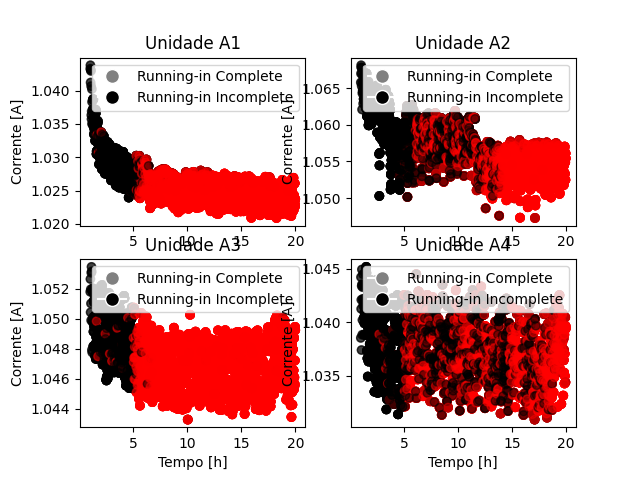 Unidade A1
Corrente [A]
1.040
1.035
1.030
1.025
1.020
5
10
15
20
Running-in Complete
Running-in Incomplete
Unidade A2
Corrente [A]
1.065
1.060
1.055
1.050
5
10
15
20
Running-in Complete
Running-in Incomplete
Unidade A3
Corrente [A]
1.052
1.050
1.048
1.046
1.044
5
10
15
20
Tempo [h]
Running-in Complete
Running-in Incomplete
Unidade A4
Corrente [A]
1.045
1.040
1.035
5
10
15
20
Tempo [h]
Running-in Complete
Running-in Incomplete